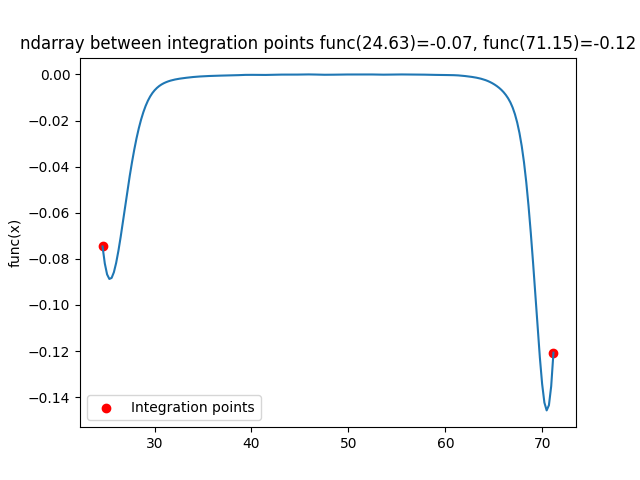 ndarray between integration points func(24.63)=-0.07, func(71.15)=-0.12
func(x)
0.00
−0.02
−0.04
−0.06
−0.08
−0.10
−0.12
−0.14
Integration points
30 40 50 60 70